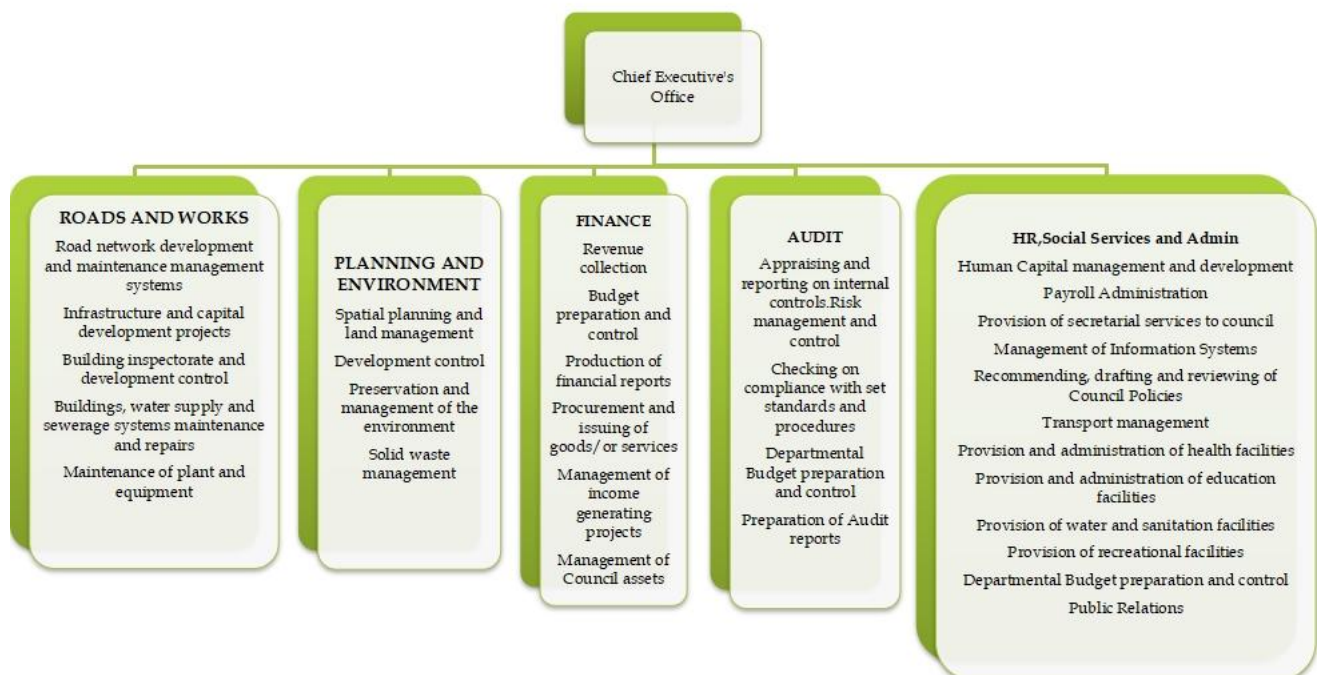 Chief Executive's
Office
ROADS AND WORKS
Road network development
and maintenance management
systems
Infrastructure and capital
development projects
Building inspectorate and
development control
Buildings, water supply and
sewerage systems maintenance
and repairs
Maintenance of plant and
equipment
PLANNING AND
ENVIRONMENT
Spatial planning and
land management
Development control
Preservation and
management of the
environment
Solid waste
management
FINANCE
Revenue
collection
Budget
preparation and
control
Production of
financial reports
Procurement and
issuing of
goods/or services
Management of
income
generating
projects
Management of
Council assets
AUDIT
Appraising and
reporting on internal
controls.Risk
management and
control
Checking on
compliance with set
standards and
procedures
Departmental
Budget preparation
and control
Preparation of Audit
reports
HR,Social Services and Admin
Human Capital management and development
Payroll Administration
Provision of secretarial services to council
Management of Information Systems
Recommending, drafting and reviewing of
Council Policies
Transport management
Provision and administration of health facilities
Provision and administration of education
facilities
Provision of water and sanitation facilities
Provision of recreational facilities
Departmental Budget preparation and control
Public Relations